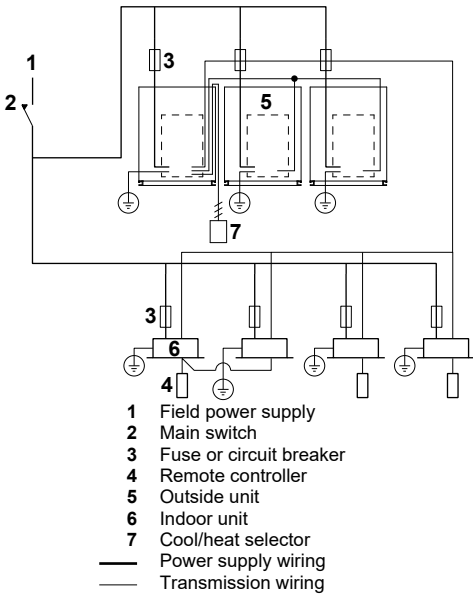 1
3
2
5
7
3
6
4
1 Field power supply
2 Main switch
3 Fuse or circuit breaker
4 Remote controller
5 Outside unit
6 Indoor unit
7 Cool/heat selector
Power supply wiring
Transmission wiring